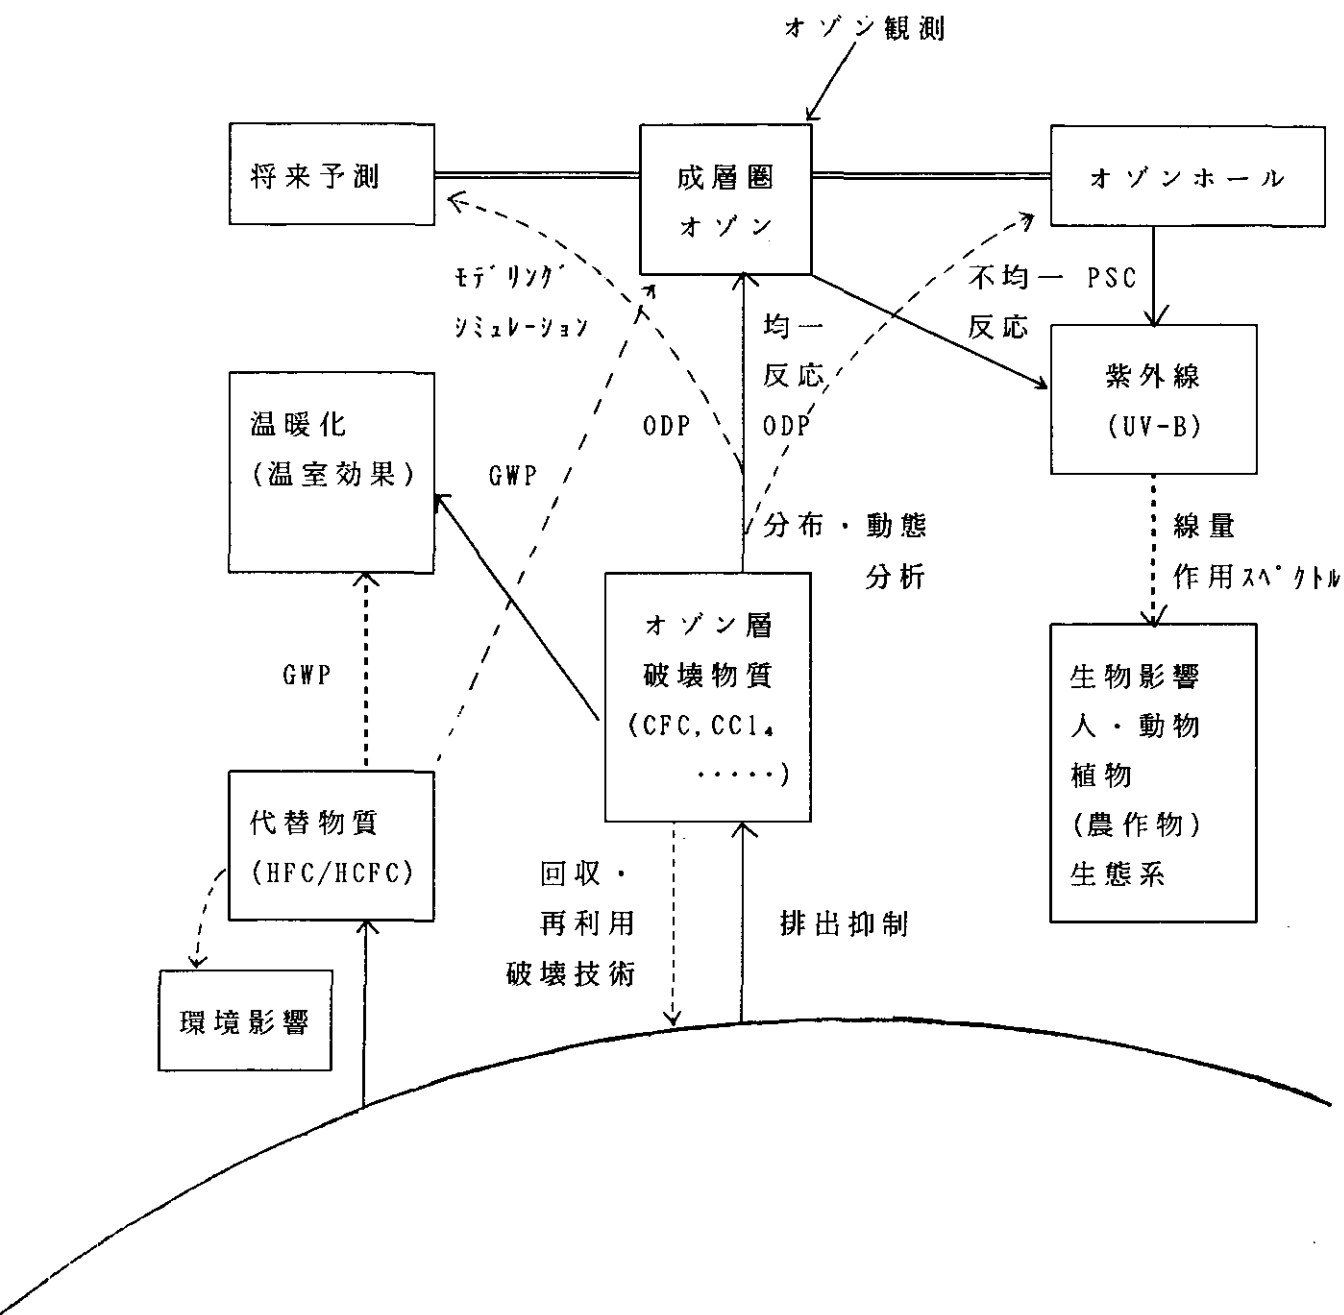 オゾン観測
将来予測
成層圏
オゾン
オゾンホール
モデリング
シミュレーション
均一
反応
ODP
ODP
不均一 PSC
反応
紫外線
(UV-B)
温暖化
(温室効果)
GWP
分布・動態
分析
線量
作用スペクトル
GWP
オゾン層
破壊物質
(CFC,CCl₄
・・・・・)
生物影響
人・動物
植物
(農作物)
生態系
代替物質
(HFC/HCFC)
回収・
再利用
破壊技術
排出抑制
環境影響